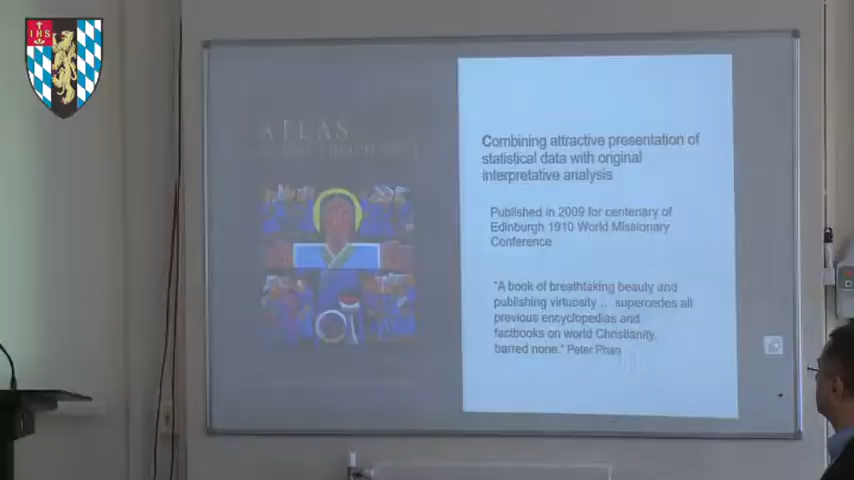 IHS
ATLAS
Combining attractive presentation of
statistical data with original
interpretative analysis
Published in 2009 for centenary of
Edinburgh 1910 World Missionary
Conference
"A book of breathtaking beauty and
publishing virtuosity .. supercedes all
previous encyclopedias and
factbooks on world Christianity,
barred none." Peter Phan